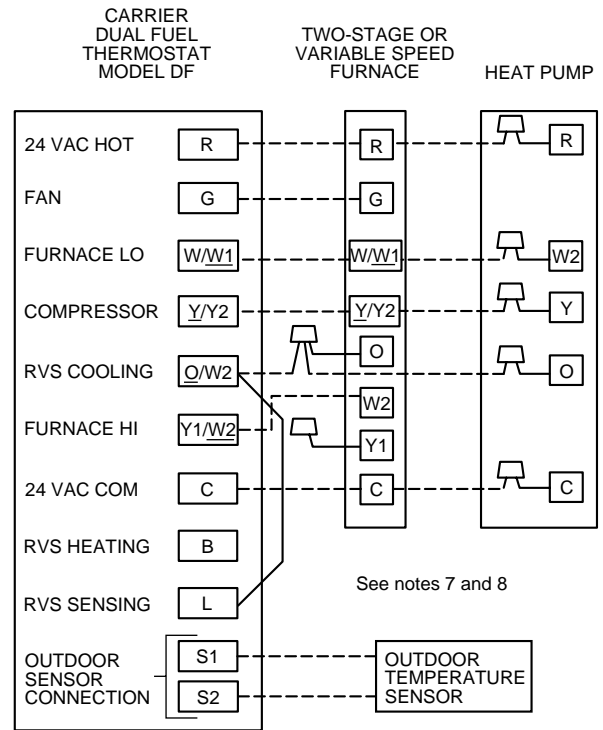 CARRIER
DUAL FUEL
THERMOSTAT
MODEL DF
TWO-STAGE OR
VARIABLE SPEED
FURNACE
HEAT PUMP
24 VAC HOT R R R
FAN G G
FURNACE LO W/W1 W/W1 W2
COMPRESSOR Y/Y2 Y/Y2 Y
O
RVS COOLING O/W2 O
W2
FURNACE HI Y1/W2
Y1
24 VAC COM C C C
RVS HEATING B
See notes 7 and 8
RVS SENSING L
OUTDOOR
SENSOR
CONNECTION
S1
S2
OUTDOOR
TEMPERATURE
SENSOR